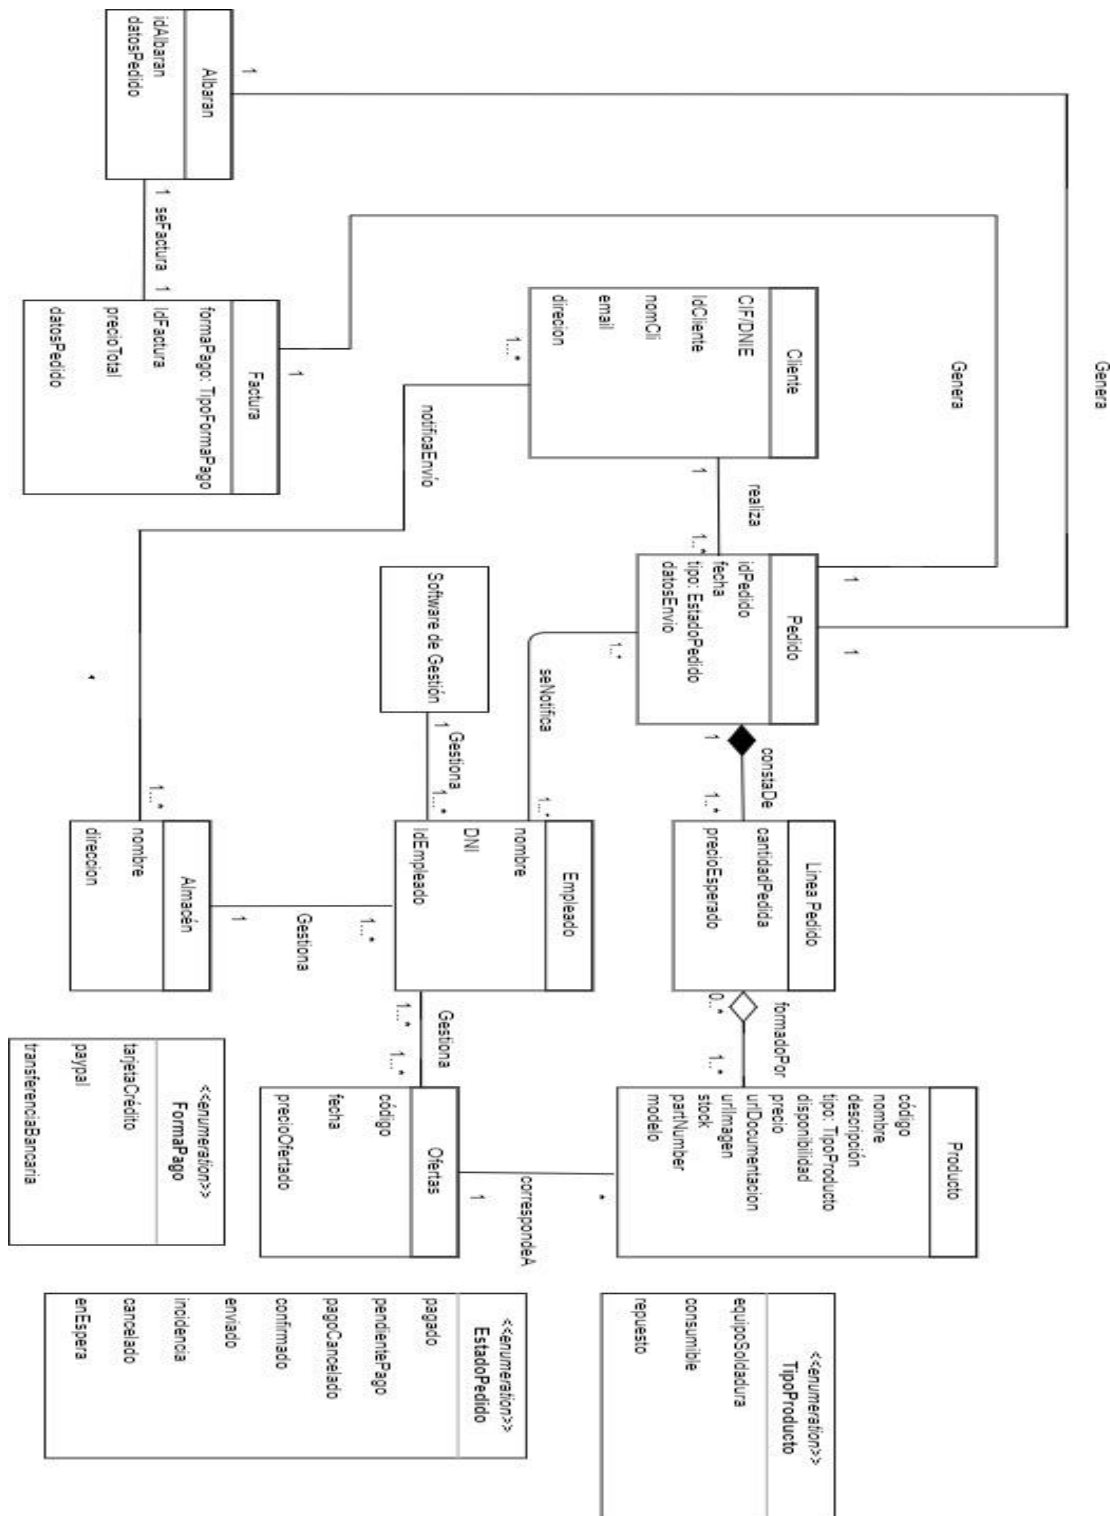 Genera
Genera
Albaran
idAlbaran
datosPedido
1
1
seFactura
1
Factura
formaPago: TipoFormaPago
IdFactura
precioTotal
datosPedido
1
Cliente
CIF/DNIE
IdCliente
nomCli
email
direcion
1...*
1
realiza
1..*
notificaEnvío
Pedido
idPedido
fecha
tipo: EstadoPedido
datosEnvio
1
1
1..*
seNotifica
1...*
1
constaDe
1..*
Linea Pedido
cantidadPedida
precioEsperado
0..*
formadoPor
1..*
Producto
código
nombre
descripción
tipo: TipoProducto
disponibilidad
precio
urlDocumentacion
urlImagen
stock
partNumber
modelo
Software de Gestión
1
Gestiona
1...*
Empleado
nombre
DNI
IdEmpleado
1...*
Gestiona
1...*
Ofertas
código
fecha
precioOfertado
1
correspondeA
*
1...*
Gestiona
1
1...*
Almacén
nombre
direccion
<<enumeration>>
TipoProducto
equipoSoldadura
consumible
repuesto
<<enumeration>>
EstadoPedido
pagado
pendientePago
pagoCancelado
confirmado
enviado
incidencia
cancelado
enEspera
<<enumeration>>
FormaPago
tarjetaCrédito
paypal
transferenciaBancaria